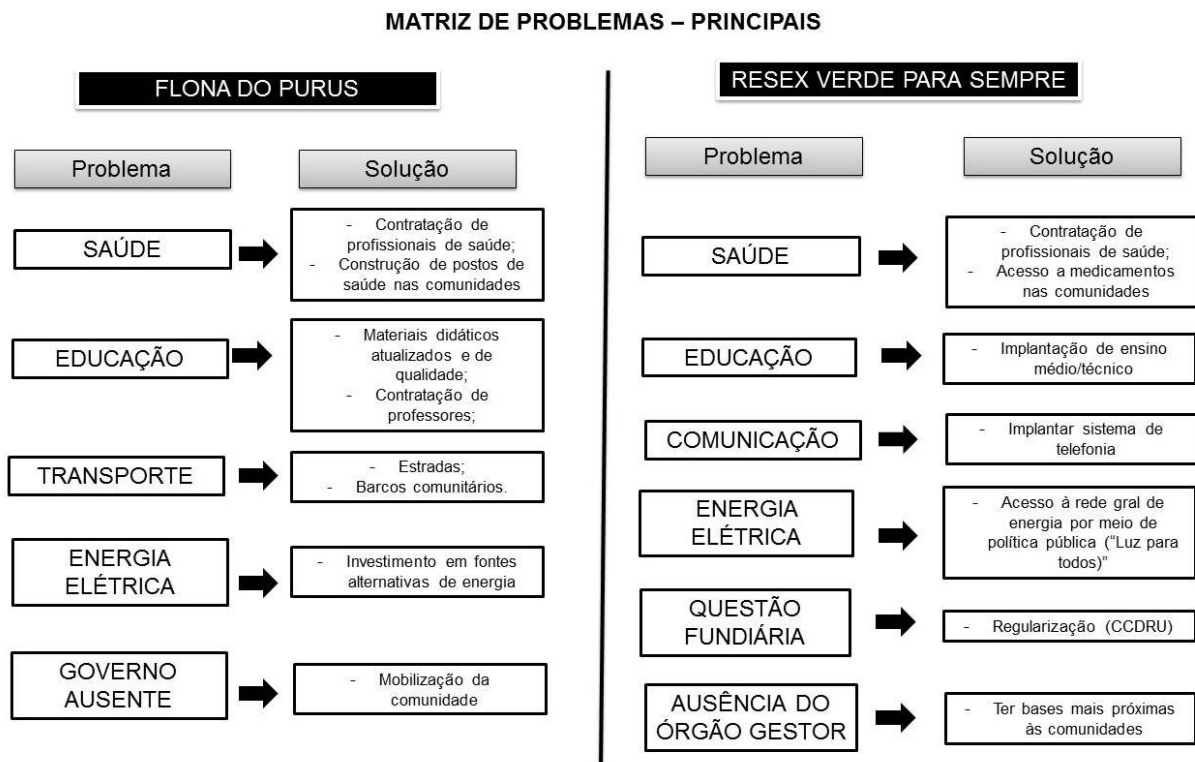 MATRIZ DE PROBLEMAS – PRINCIPAIS
FLONA DO PURUS
Problema
Solução
SAÚDE
- Contratação de
profissionais de saúde;
- Construção de postos de
saúde nas comunidades
EDUCAÇÃO
- Materiais didáticos
atualizados e de
qualidade;
- Contratação de
professores;
TRANSPORTE
- Estradas;
- Barcos comunitários.
ENERGIA
ELÉTRICA
- Investimento em fontes
alternativas de energia
GOVERNO
AUSENTE
- Mobilização da
comunidade
RESEX VERDE PARA SEMPRE
Problema
Solução
SAÚDE
- Contratação de
profissionais de saúde;
- Acesso a medicamentos
nas comunidades
EDUCAÇÃO
- Implantação de ensino
médio/técnico
COMUNICAÇÃO
- Implantar sistema de
telefonia
ENERGIA
ELÉTRICA
- Acesso à rede gral de
energia por meio de
política pública (“Luz para
todos)”
QUESTÃO
FUNDIÁRIA
- Regularização (CCDRU)
AUSÊNCIA DO
ÓRGÃO GESTOR
- Ter bases mais próximas
às comunidades